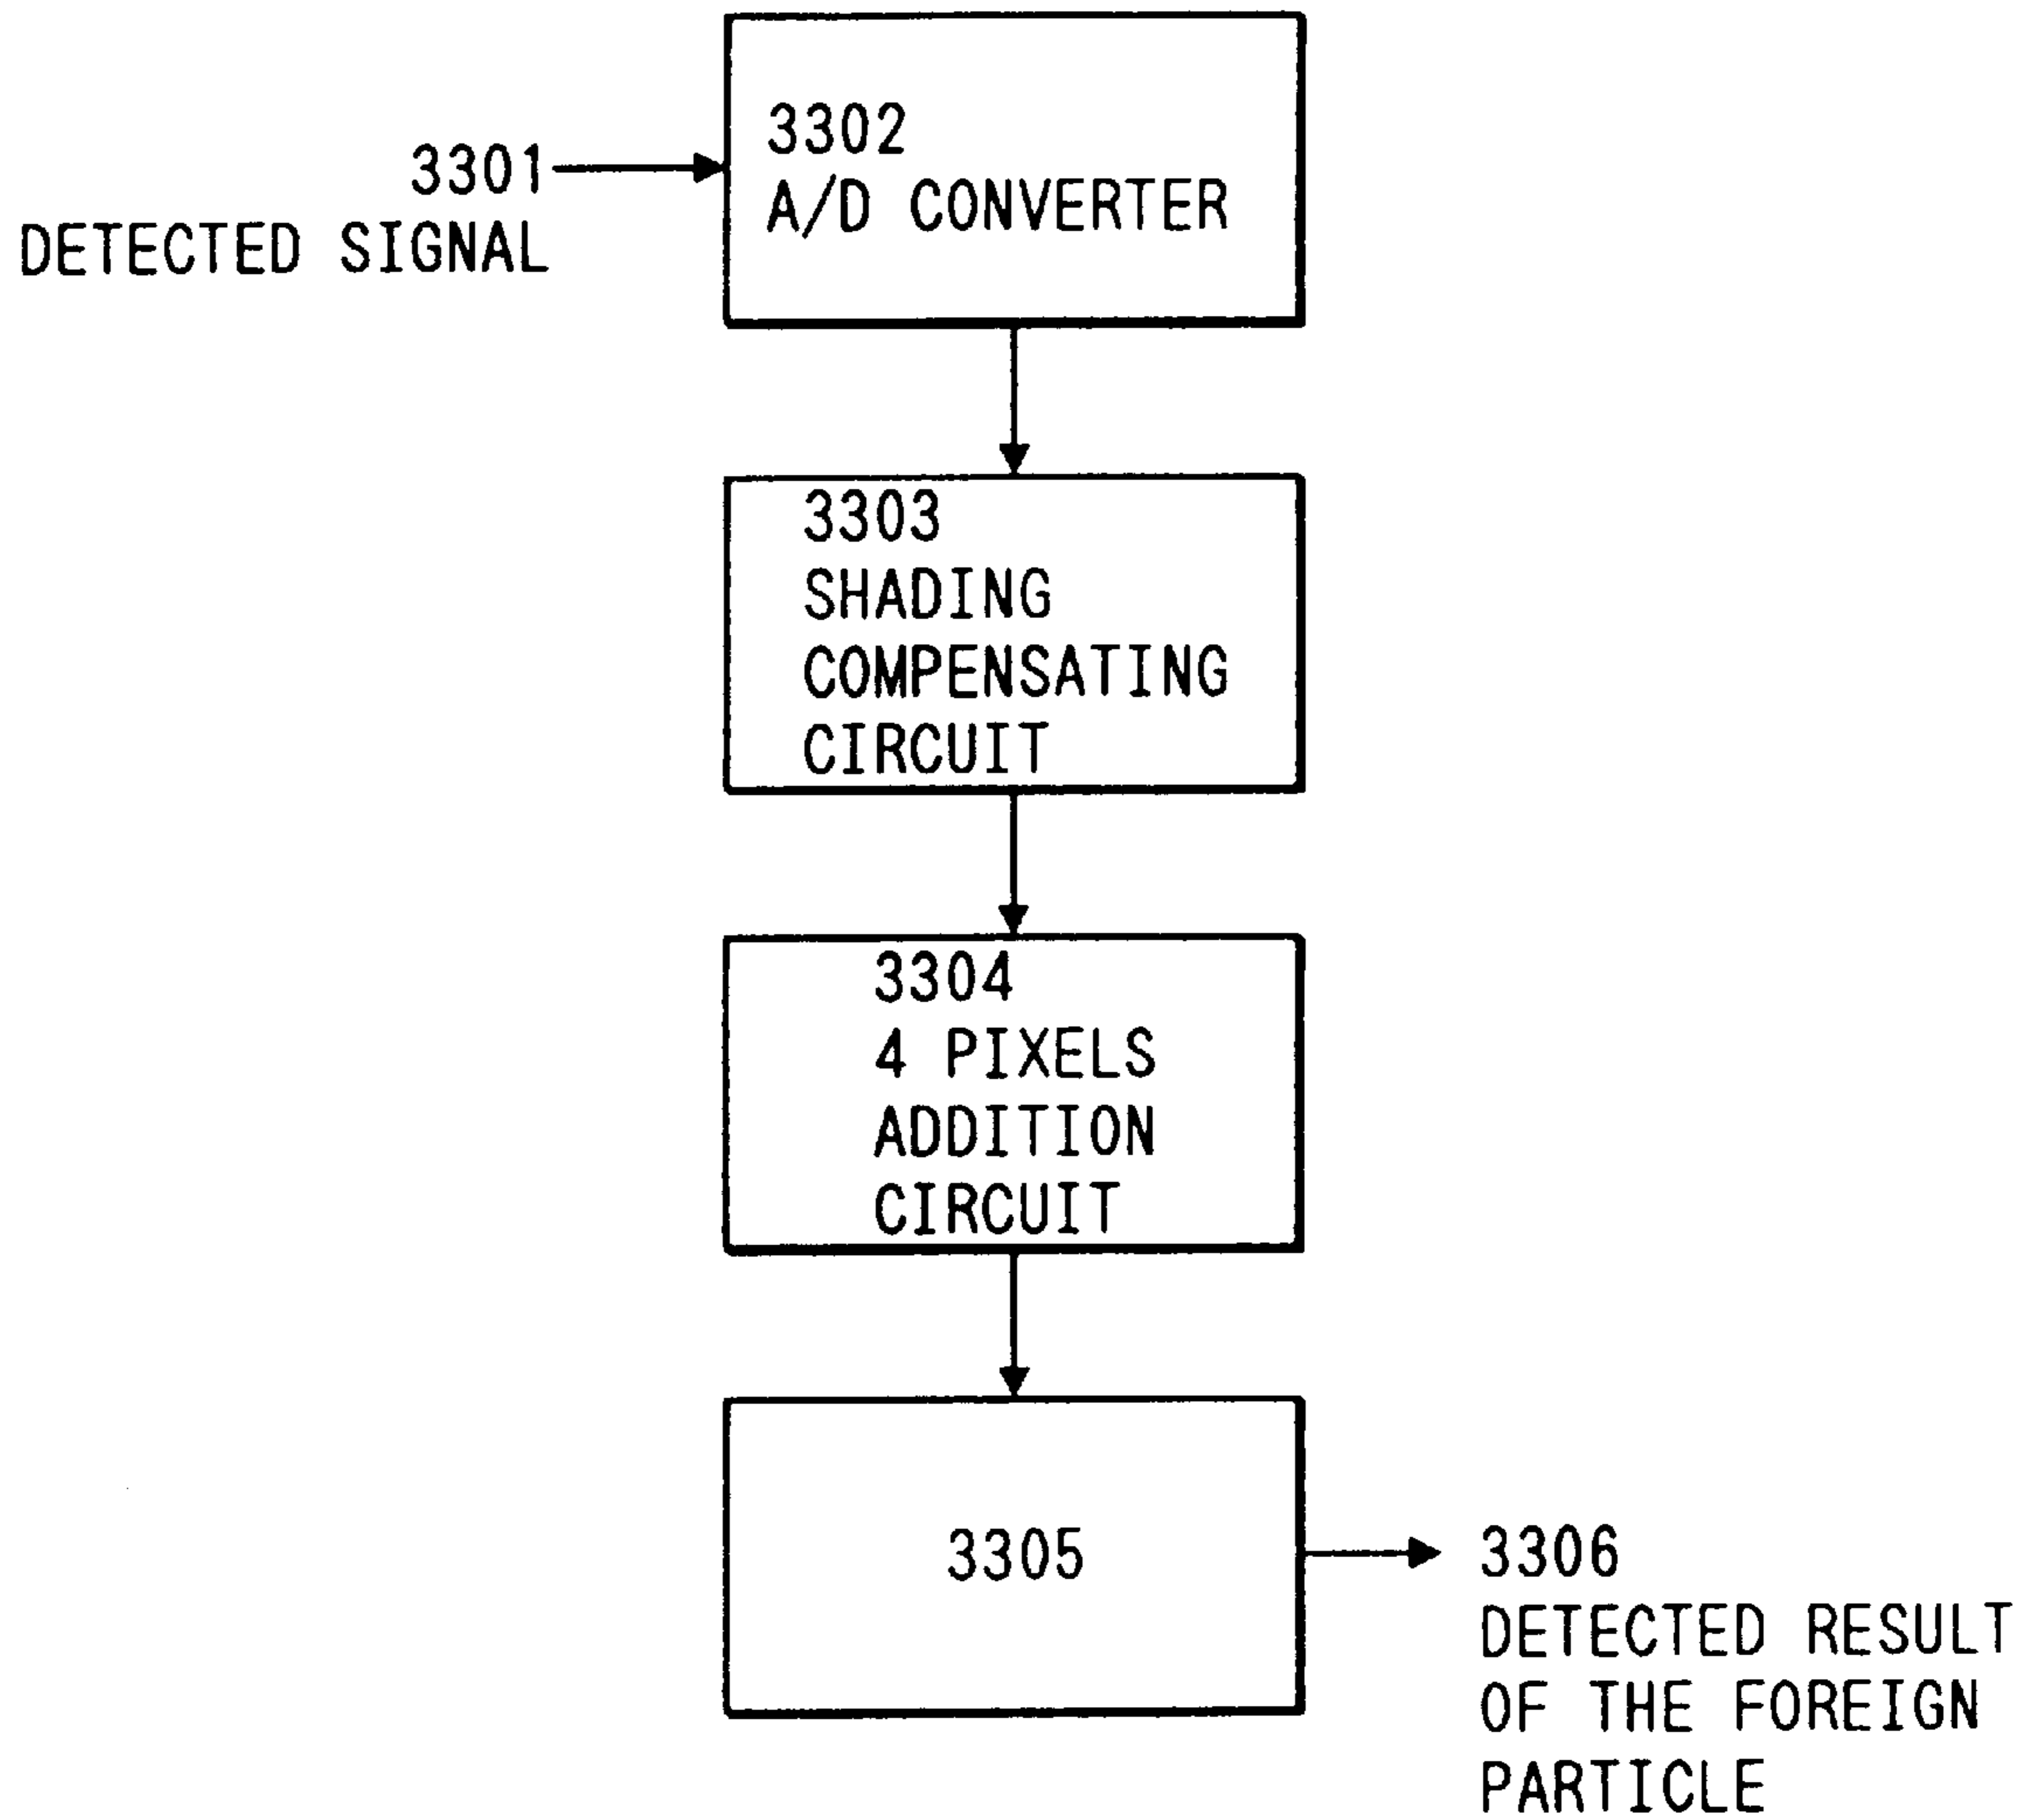 3301
DETECTED SIGNAL
3302
A/D CONVERTER
3303
SHADING
COMPENSATING
CIRCUIT
3304
4 PIXELS
ADDITION
CIRCUIT
3305
3306
DETECTED RESULT
OF THE FOREIGN
PARTICLE